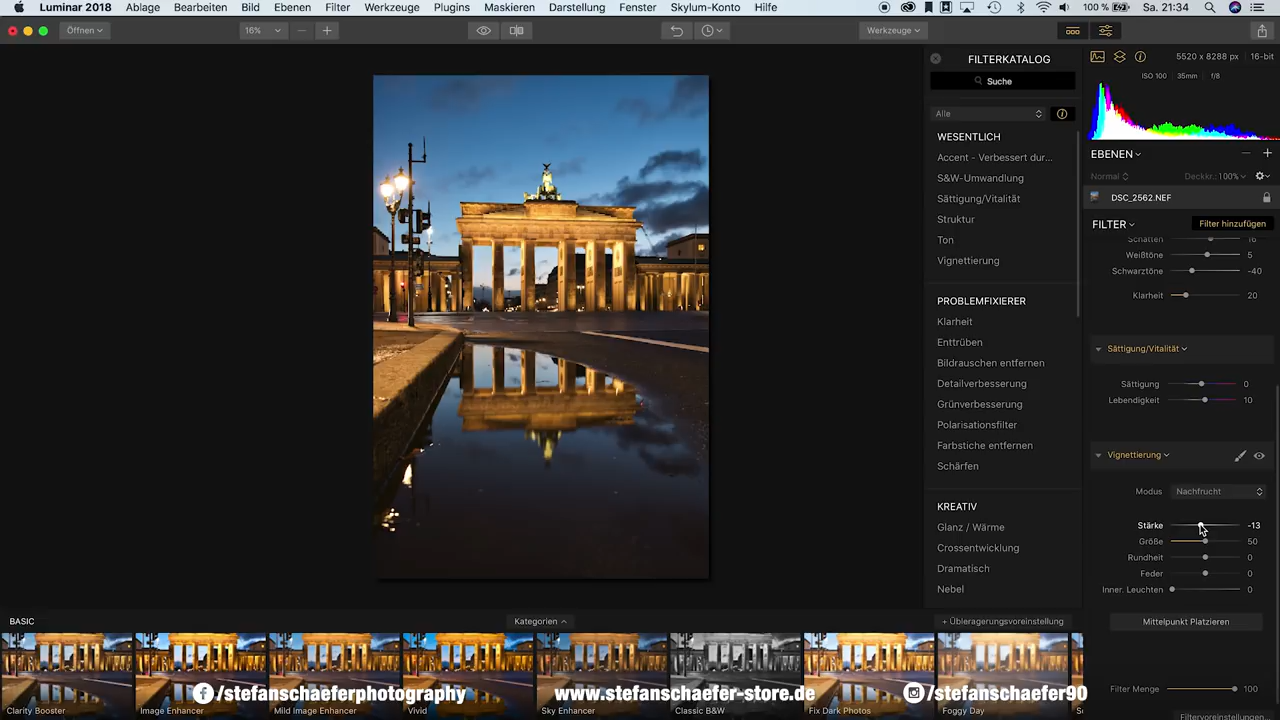 Luminar 2018 Ablage Bearbeiten Bild Ebenen Filter Werkzeuge Plugins Maskieren Darstellung Fenster Skylum-Konto Hilfe
100 % Sa. 21:34
Öffnen
16%
Werkzeuge
FILTERKATALOG
Suche
Alle
WESENTLICH
Accent - Verbessert dur...
S&W-Umwandlung
Sättigung/Vitalität
Struktur
Ton
Vignettierung
PROBLEMFIXIERER
Klarheit
Enttrüben
Bildrauschen entfernen
Detailverbesserung
Grünverbesserung
Polarisationsfilter
Farbstiche entfernen
Schärfen
KREATIV
Glanz / Wärme
Crossentwicklung
Dramatisch
Nebel
5520 x 8288 px 16-bit
ISO 100 35mm f/8
EBENEN
Normal Deckkr.: 100%
DSC_2562.NEF
FILTER Filter hinzufügen
Schatten 16
Weißtöne 5
Schwarztöne -40
Klarheit 20
Sättigung/Vitalität
Sättigung 0
Lebendigkeit 10
Vignettierung
Modus Nachfrucht
Stärke -13
Größe 50
Rundheit 0
Feder 0
Inner. Leuchten 0
Mittelpunkt Platzieren
Filter Menge 100
Filtervoreinstellungen...
BASIC
Kategorien
+ Überagerungsvoreinstellung
/stefanschaeferphotography
www.stefanschaefer-store.de
/stefanschaefer90
Clarity Booster
Image Enhancer
Mild Image Enhancer
Vivid
Sky Enhancer
Classic B&W
Fix Dark Photos
Foggy Day